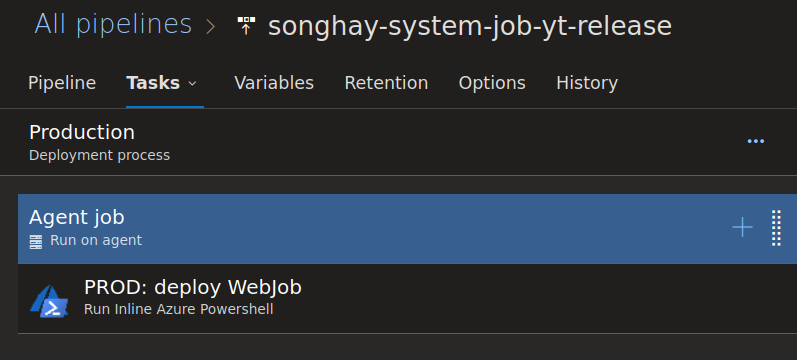 All pipelines > songhay-system-job-yt-release
Pipeline Tasks Variables Retention Options History
Production
Deployment process
Agent job
Run on agent
PROD: deploy WebJob
Run Inline Azure Powershell